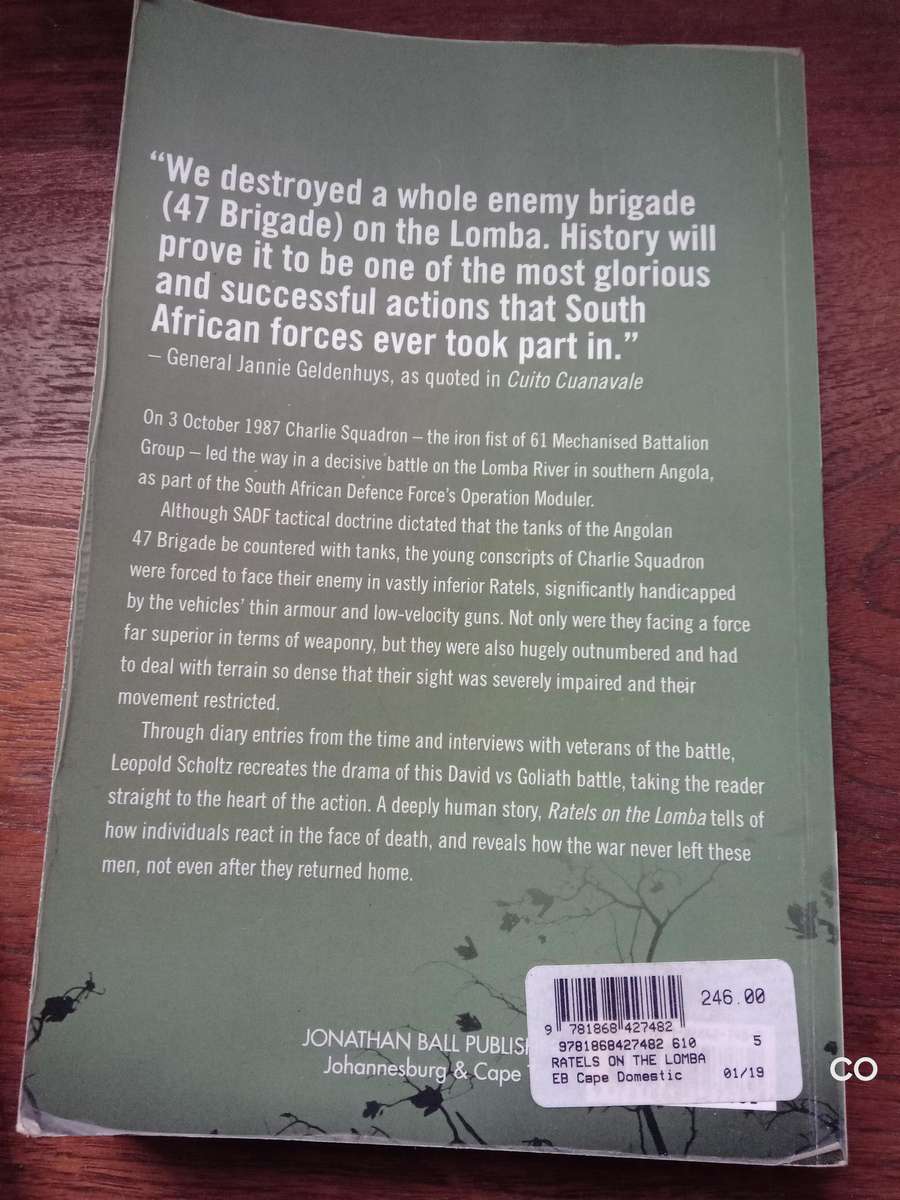 “We destroyed a whole enemy brigade
(47 Brigade) on the Lomba. History will
prove it to be one of the most glorious
and successful actions that South
African forces ever took part in.”
– General Jannie Geldenhuys, as quoted in Cuito Cuanavale
On 3 October 1987 Charlie Squadron – the iron fist of 61 Mechanised Battalion
Group – led the way in a decisive battle on the Lomba River in southern Angola,
as part of the South African Defence Force’s Operation Moduler.
Although SADF tactical doctrine dictated that the tanks of the Angolan
47 Brigade be countered with tanks, the young conscripts of Charlie Squadron
were forced to face their enemy in vastly inferior Ratels, significantly handicapped
by the vehicles’ thin armour and low-velocity guns. Not only were they facing a force
far superior in terms of weaponry, but they were also hugely outnumbered and had
to deal with terrain so dense that their sight was severely impaired and their
movement restricted.
Through diary entries from the time and interviews with veterans of the battle,
Leopold Scholtz recreates the drama of this David vs Goliath battle, taking the reader
straight to the heart of the action. A deeply human story, Ratels on the Lomba tells of
how individuals react in the face of death, and reveals how the war never left these
men, not even after they returned home.
JONATHAN BALL PUBLISH
Johannesburg & Cape
246.00
9 781868 427482
9781868427482 610 5
RATELS ON THE LOMBA
EB Cape Domestic 01/19
CO